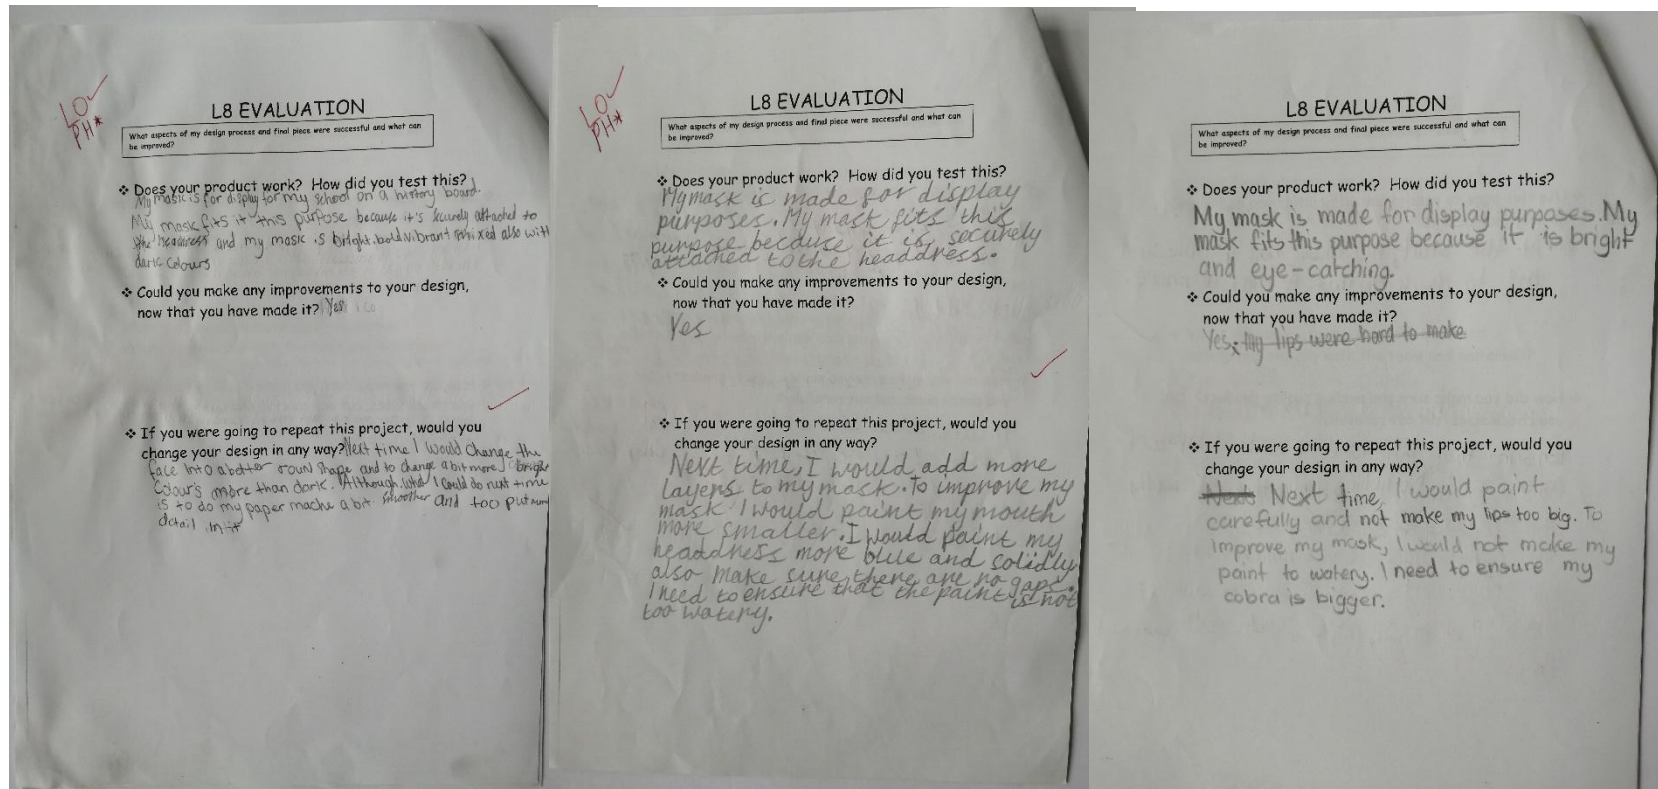 LO✓
PH*
L8 EVALUATION
What aspects of my design process and final piece were successful and what can
be improved?
❖ Does your product work? How did you test this?
My mask is for display for my school on a history board.
My mask fits it this purpose because it's scurely attached to
the headress and my mask is bright.bold.vibrant mixed also with
dark colours
❖ Could you make any improvements to your design,
now that you have made it? Yes i co
✓
❖ If you were going to repeat this project, would you
change your design in any way? Next time I would change the
face into a better roun shape and to change a bit more bright
Colours more than dark. Although, what I could do next time
is to do my paper mache a bit smoother and too put more
detail in it
LO✓
PH*
L8 EVALUATION
What aspects of my design process and final piece were successful and what can
be improved?
❖ Does your product work? How did you test this?
My mask is made for display
purposes. My mask fits this
purpose because it is securely
attached to the headdress.
❖ Could you make any improvements to your design,
now that you have made it?
Yes
✓
❖ If you were going to repeat this project, would you
change your design in any way?
Next time, I would add more
layers to my mask. To improve my
mask I would paint my mouth
more smaller. I would paint my
headdress more blue and solidly
also make sure there are no gaps.
I need to ensure that the paint is not
too watery.
L8 EVALUATION
What aspects of my design process and final piece were successful and what can
be improved?
❖ Does your product work? How did you test this?
My mask is made for display purposes. My
mask fits this purpose because it is bright
and eye-catching.
❖ Could you make any improvements to your design,
now that you have made it?
Yes, my lips were hard to make
❖ If you were going to repeat this project, would you
change your design in any way?
Next Next time, I would paint
carefully and not make my lips too big. To
improve my mask, I would not make my
paint to watery. I need to ensure my
cobra is bigger.